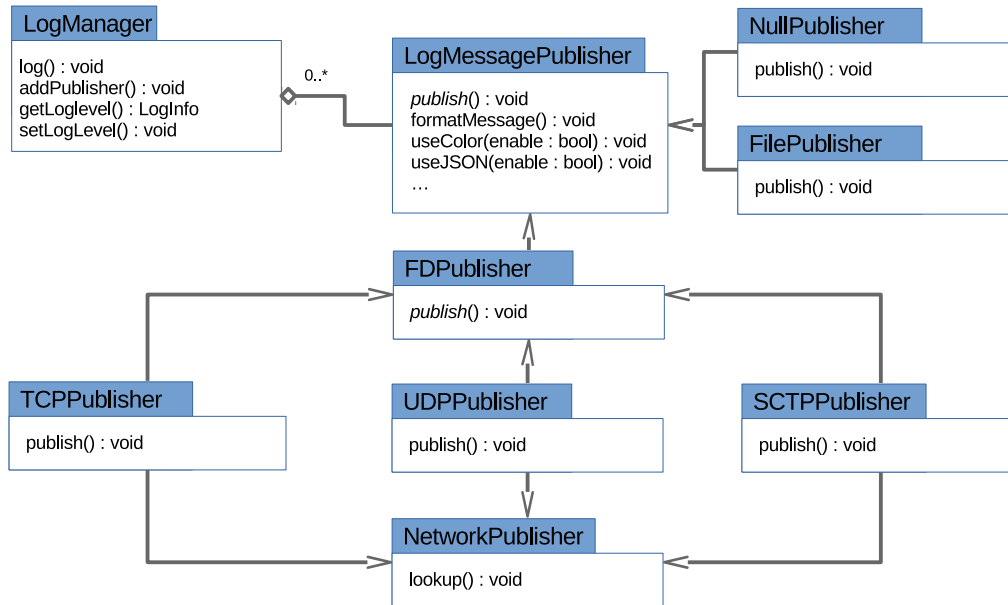 LogManager
log() : void
addPublisher() : void
getLoglevel() : LogInfo
setLogLevel() : void
0..*
LogMessagePublisher
publish() : void
formatMessage() : void
useColor(enable : bool) : void
useJSON(enable : bool) : void
…
NullPublisher
publish() : void
FilePublisher
publish() : void
FDPublisher
publish() : void
TCPPublisher
publish() : void
UDPPublisher
publish() : void
SCTPPublisher
publish() : void
NetworkPublisher
lookup() : void